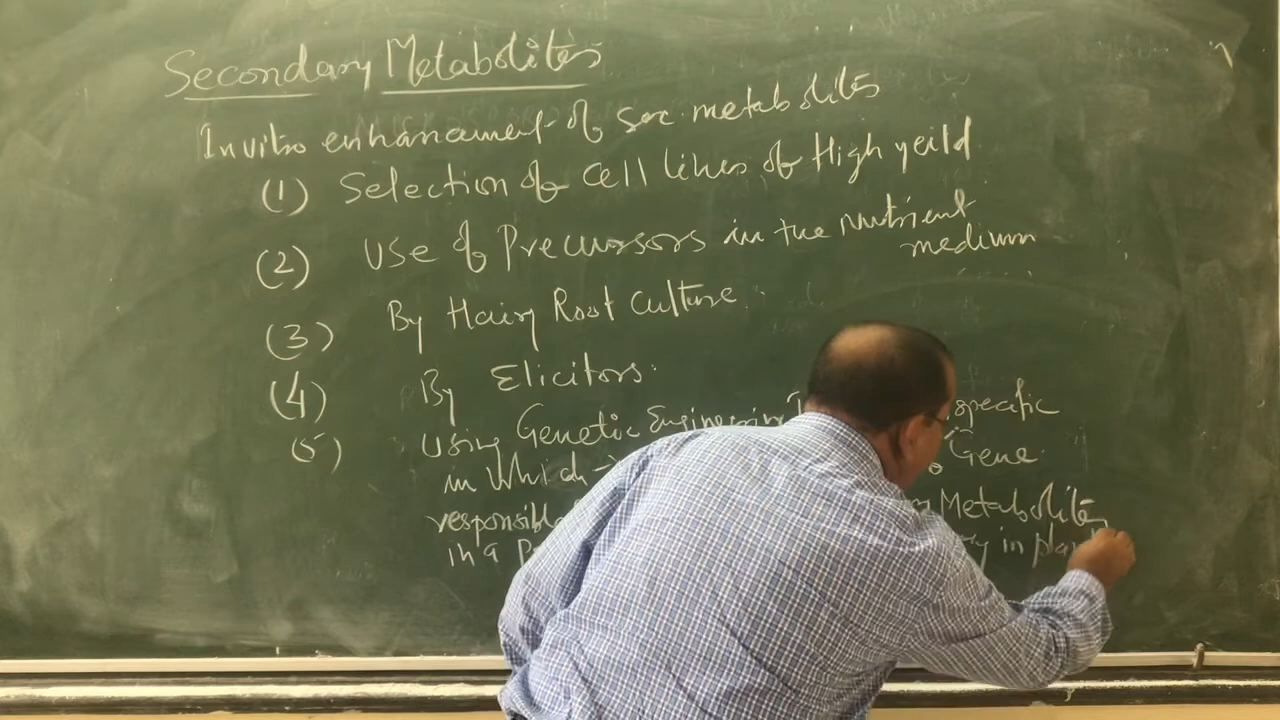 Secondary Metabolites
Invitro enhancement of sec. metabolites
(1) Selection of Cell lines of High yeild
(2) Use of Precursors in the nutrient
medium
(3) By Hairy Root Culture
(4) By Elicitors.
(5) Using Genetic Engineering specific
in which Gene
responsible Metabolites
in a in plant